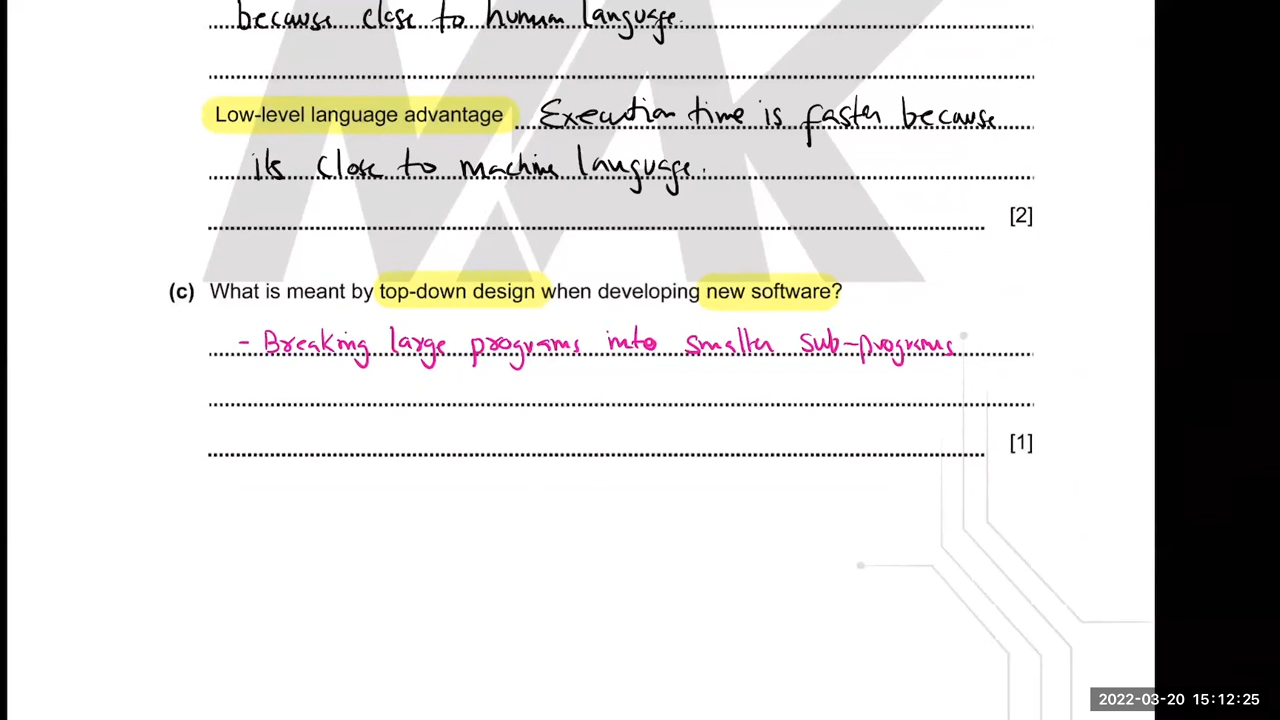 because close to human language.
Low-level language advantage Execution time is faster because
its close to machine language.
[2]
(c) What is meant by top-down design when developing new software?
- Breaking large programs into smaller sub-programs
[1]
2022-03-20 15:12:25